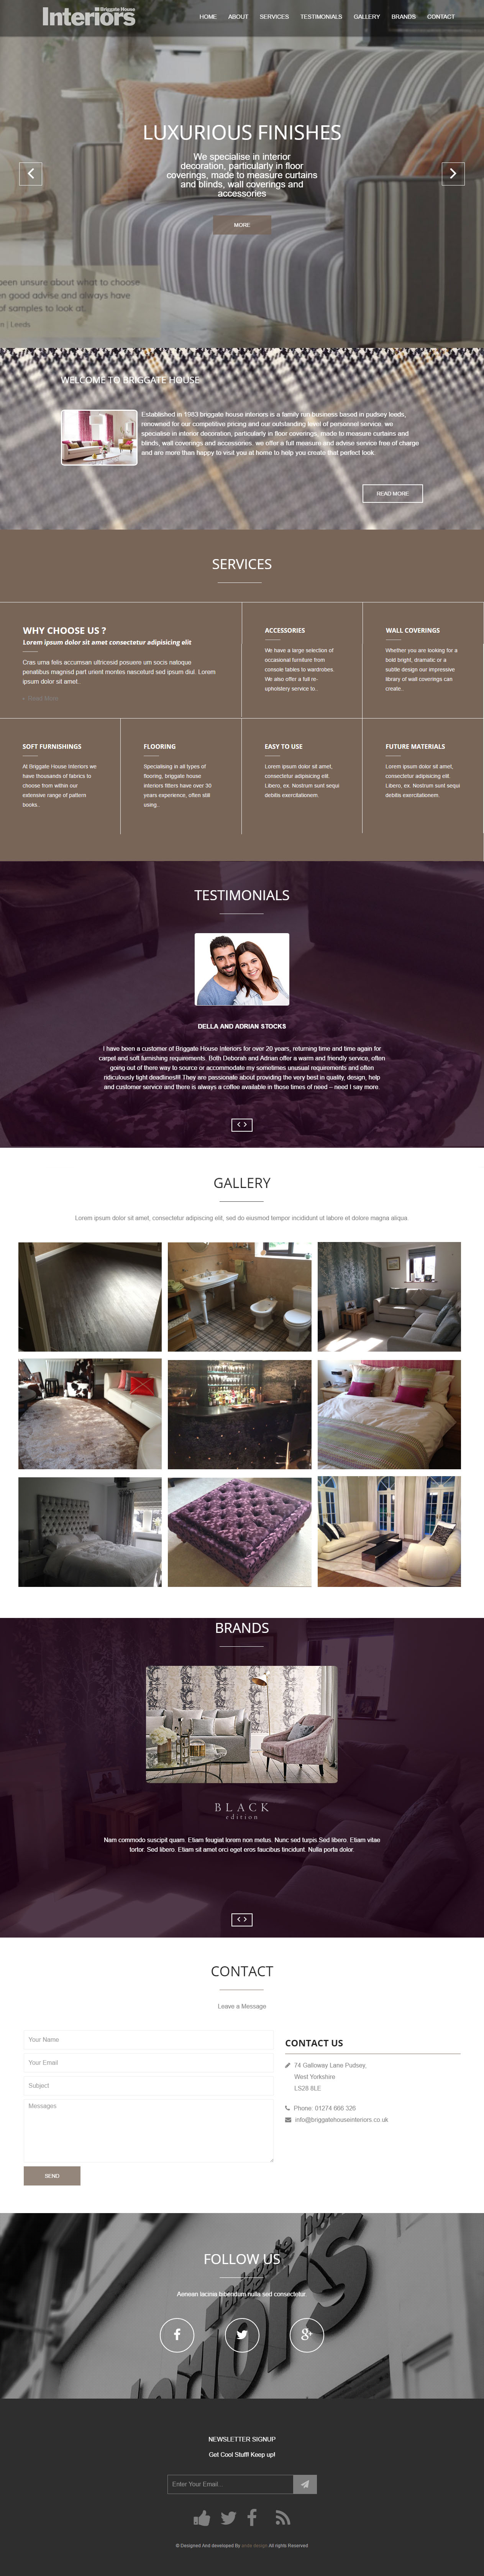 Briggate House
Interiors
HOME ABOUT SERVICES TESTIMONIALS GALLERY BRANDS CONTACT
LUXURIOUS FINISHES
We specialise in interior
decoration, particularly in floor
coverings, made to measure curtains
and blinds, wall coverings and
accessories
MORE
been unsure about what to choose
en good advise and always have
of samples to look at.
| Leeds
WELCOME TO BRIGGATE HOUSE
Established in 1983 briggate house interiors is a family run business based in pudsey leeds,
renowned for our competitive pricing and our outstanding level of personnel service. we
specialise in interior decoration, particularly in floor coverings, made to measure curtains and
blinds, wall coverings and accessories. we offer a full measure and advise service free of charge
and are more than happy to visit you at home to help you create that perfect look.
READ MORE
SERVICES
WHY CHOOSE US ?
Lorem ipsum dolor sit amet consectetur adipisicing elit
Cras urna felis accumsan ultricesid posuere um socis natoque
penatibus magnisd part urient montes nasceturd sed ipsum diul. Lorem
ipsum dolor si amet..
Read More
ACCESSORIES
We have a large selection of
occasional furniture from
console tables to wardrobes.
We also offer a full re-
upholstery service to..
WALL COVERINGS
Whether you are looking for a
bold bright, dramatic or a
subtle design our impressive
library of wall coverings can
create..
SOFT FURNISHINGS
At Briggate House Interiors we
have thousands of fabrics to
choose from within our
extensive range of pattern
books..
FLOORING
Specialising in all types of
flooring, briggate house
interiors fitters have over 30
years experience, often still
using..
EASY TO USE
Lorem ipsum dolor sit amet,
consectetur adipisicing elit.
Libero, ex. Nostrum sunt sequi
debitis exercitationem.
FUTURE MATERIALS
Lorem ipsum dolor sit amet,
consectetur adipisicing elit.
Libero, ex. Nostrum sunt sequi
debitis exercitationem.
TESTIMONIALS
DELLA AND ADRIAN STOCKS
I have been a customer of Briggate House Interiors for over 20 years, returning time and time again for
carpet and soft furnishing requirements. Both Deborah and Adrian offer a warm and friendly service, often
going out of there way to source or accommodate my sometimes unusual requirements and often
ridiculously tight deadlines!!! They are passionate about providing the very best in quality, design, help
and customer service and there is always a coffee available in those times of need – need I say more.
GALLERY
Lorem ipsum dolor sit amet, consectetur adipiscing elit, sed do eiusmod tempor incididunt ut labore et dolore magna aliqua.
BRANDS
BLACK
edition
Nam commodo suscipit quam. Etiam feugiat lorem non metus. Nunc sed turpis Sed libero. Etiam vitae
tortor. Sed libero. Etiam sit amet orci eget eros faucibus tincidunt. Nulla porta dolor.
CONTACT
Leave a Message
Your Name
Your Email
Subject
Messages
SEND
CONTACT US
74 Galloway Lane Pudsey,
West Yorkshire
LS28 8LE
Phone: 01274 666 326
info@briggatehouseinteriors.co.uk
FOLLOW US
Aenean lacinia bibendum nulla sed consectetur.
NEWSLETTER SIGNUP
Get Cool Stuff! Keep up!
Enter Your Email...
All rights Reserved